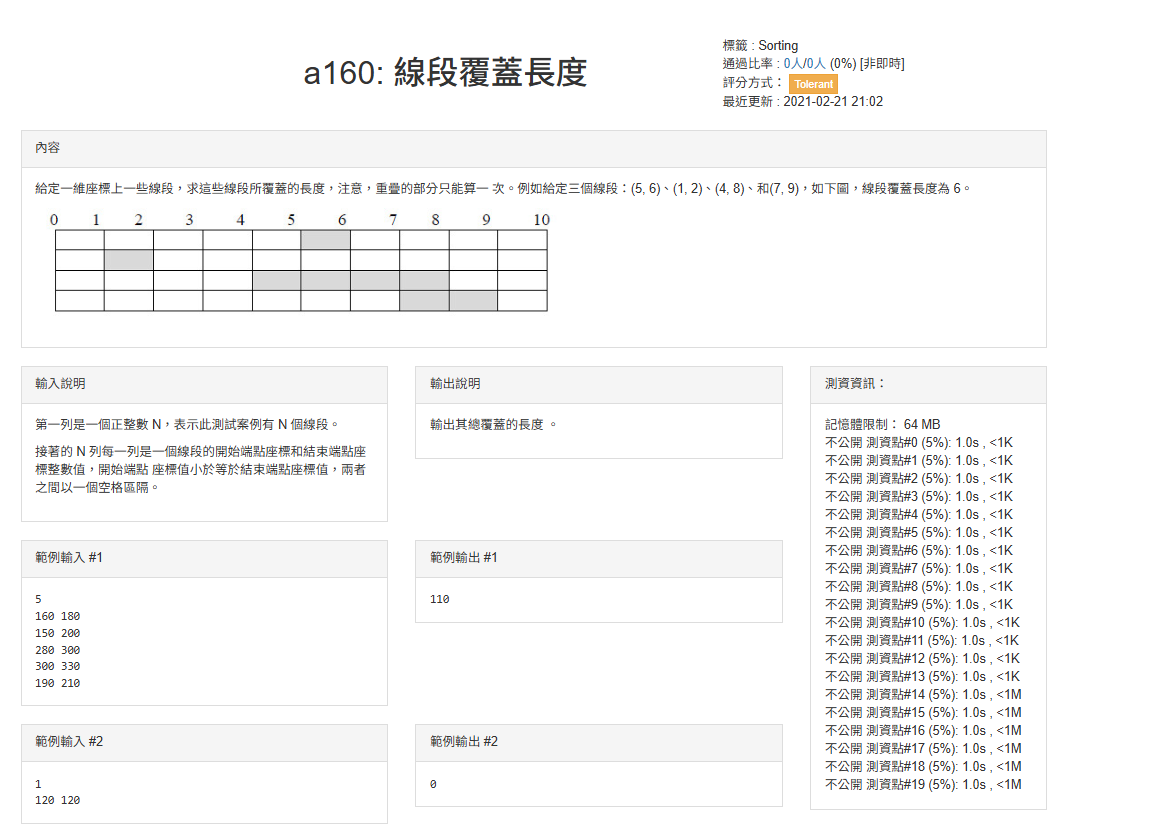 a160: 線段覆蓋長度
標籤 : Sorting
通過比率 : 0人/0人 (0%) [非即時]
評分方式： Tolerant
最近更新 : 2021-02-21 21:02
內容
給定一維座標上一些線段，求這些線段所覆蓋的長度，注意，重疊的部分只能算一 次。例如給定三個線段：(5, 6)、(1, 2)、(4, 8)、和(7, 9)，如下圖，線段覆蓋長度為 6。
0 1 2 3 4 5 6 7 8 9 10
輸入說明
第一列是一個正整數 N，表示此測試案例有 N 個線段。
接著的 N 列每一列是一個線段的開始端點座標和結束端點座
標整數值，開始端點 座標值小於等於結束端點座標值，兩者
之間以一個空格區隔。
輸出說明
輸出其總覆蓋的長度 。
測資資訊：
記憶體限制： 64 MB
不公開 測資點#0 (5%): 1.0s , <1K
不公開 測資點#1 (5%): 1.0s , <1K
不公開 測資點#2 (5%): 1.0s , <1K
不公開 測資點#3 (5%): 1.0s , <1K
不公開 測資點#4 (5%): 1.0s , <1K
不公開 測資點#5 (5%): 1.0s , <1K
不公開 測資點#6 (5%): 1.0s , <1K
不公開 測資點#7 (5%): 1.0s , <1K
不公開 測資點#8 (5%): 1.0s , <1K
不公開 測資點#9 (5%): 1.0s , <1K
不公開 測資點#10 (5%): 1.0s , <1K
不公開 測資點#11 (5%): 1.0s , <1K
不公開 測資點#12 (5%): 1.0s , <1K
不公開 測資點#13 (5%): 1.0s , <1K
不公開 測資點#14 (5%): 1.0s , <1M
不公開 測資點#15 (5%): 1.0s , <1M
不公開 測資點#16 (5%): 1.0s , <1M
不公開 測資點#17 (5%): 1.0s , <1M
不公開 測資點#18 (5%): 1.0s , <1M
不公開 測資點#19 (5%): 1.0s , <1M
範例輸入 #1
5
160 180
150 200
280 300
300 330
190 210
範例輸出 #1
110
範例輸入 #2
1
120 120
範例輸出 #2
0